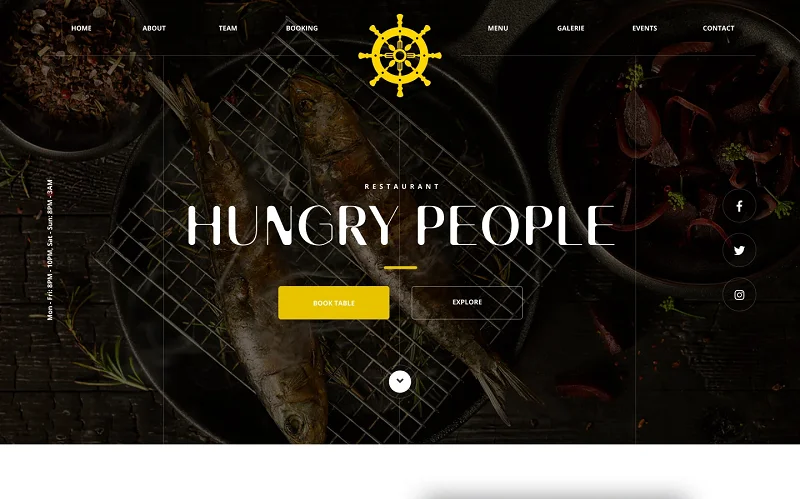 HOME
ABOUT
TEAM
BOOKING
MENU
GALERIE
EVENTS
CONTACT
RESTAURANT
HUNGRY PEOPLE
BOOK TABLE
EXPLORE
Mon - Fri: 8PM - 10PM, Sat - Sun: 8PM - 3AM